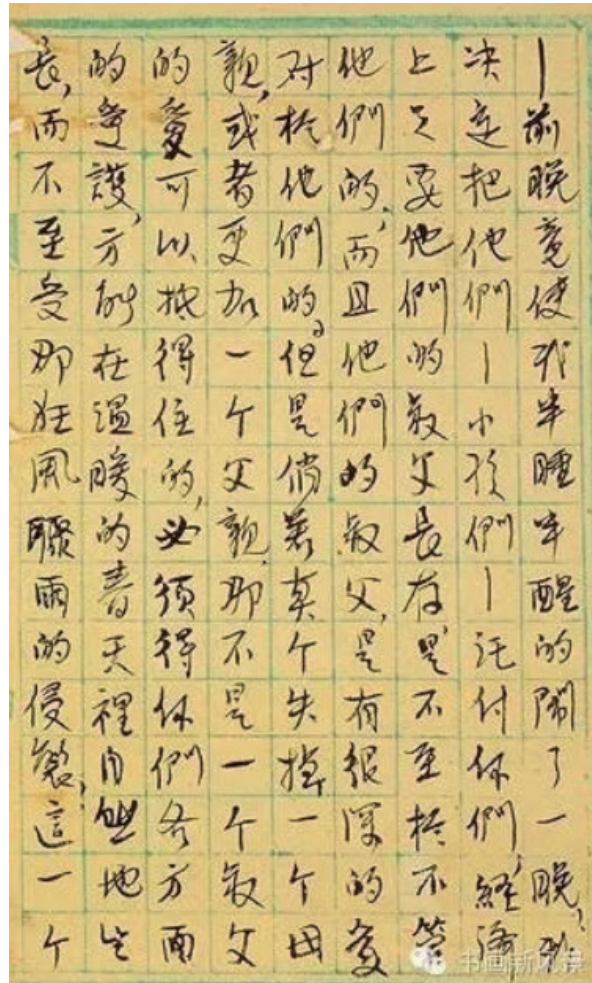 —前晚竟使我半睡半醒的鬧了一晚,我
决定把他們—小孩們—託付你們,經濟
上只要他們的叔父長存,是不至於不管
他們的,而且他們的叔父,是有很深的愛
对於他們的。但是倘若真个失掉一个母
親,或者更加一个父親,那不是一个叔父
的愛可以抵得住的,必須得你們各方面
的愛護,方能在溫暖的春天裡自然地生
長,而不至受那狂風驟雨的侵襲,這一个
书画新风景